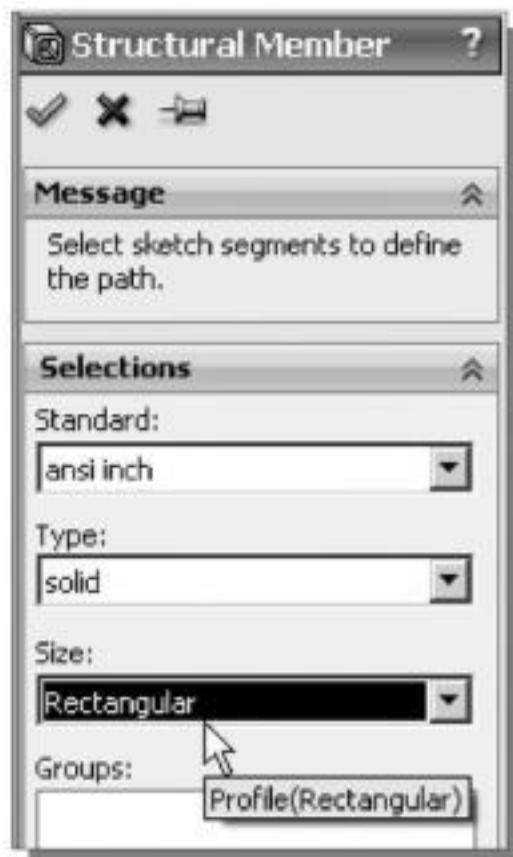 Structural Member ?
Message
Select sketch segments to define
the path.
Selections
Standard:
ansi inch
Type:
solid
Size:
Rectangular
Groups:
Profile(Rectangular)